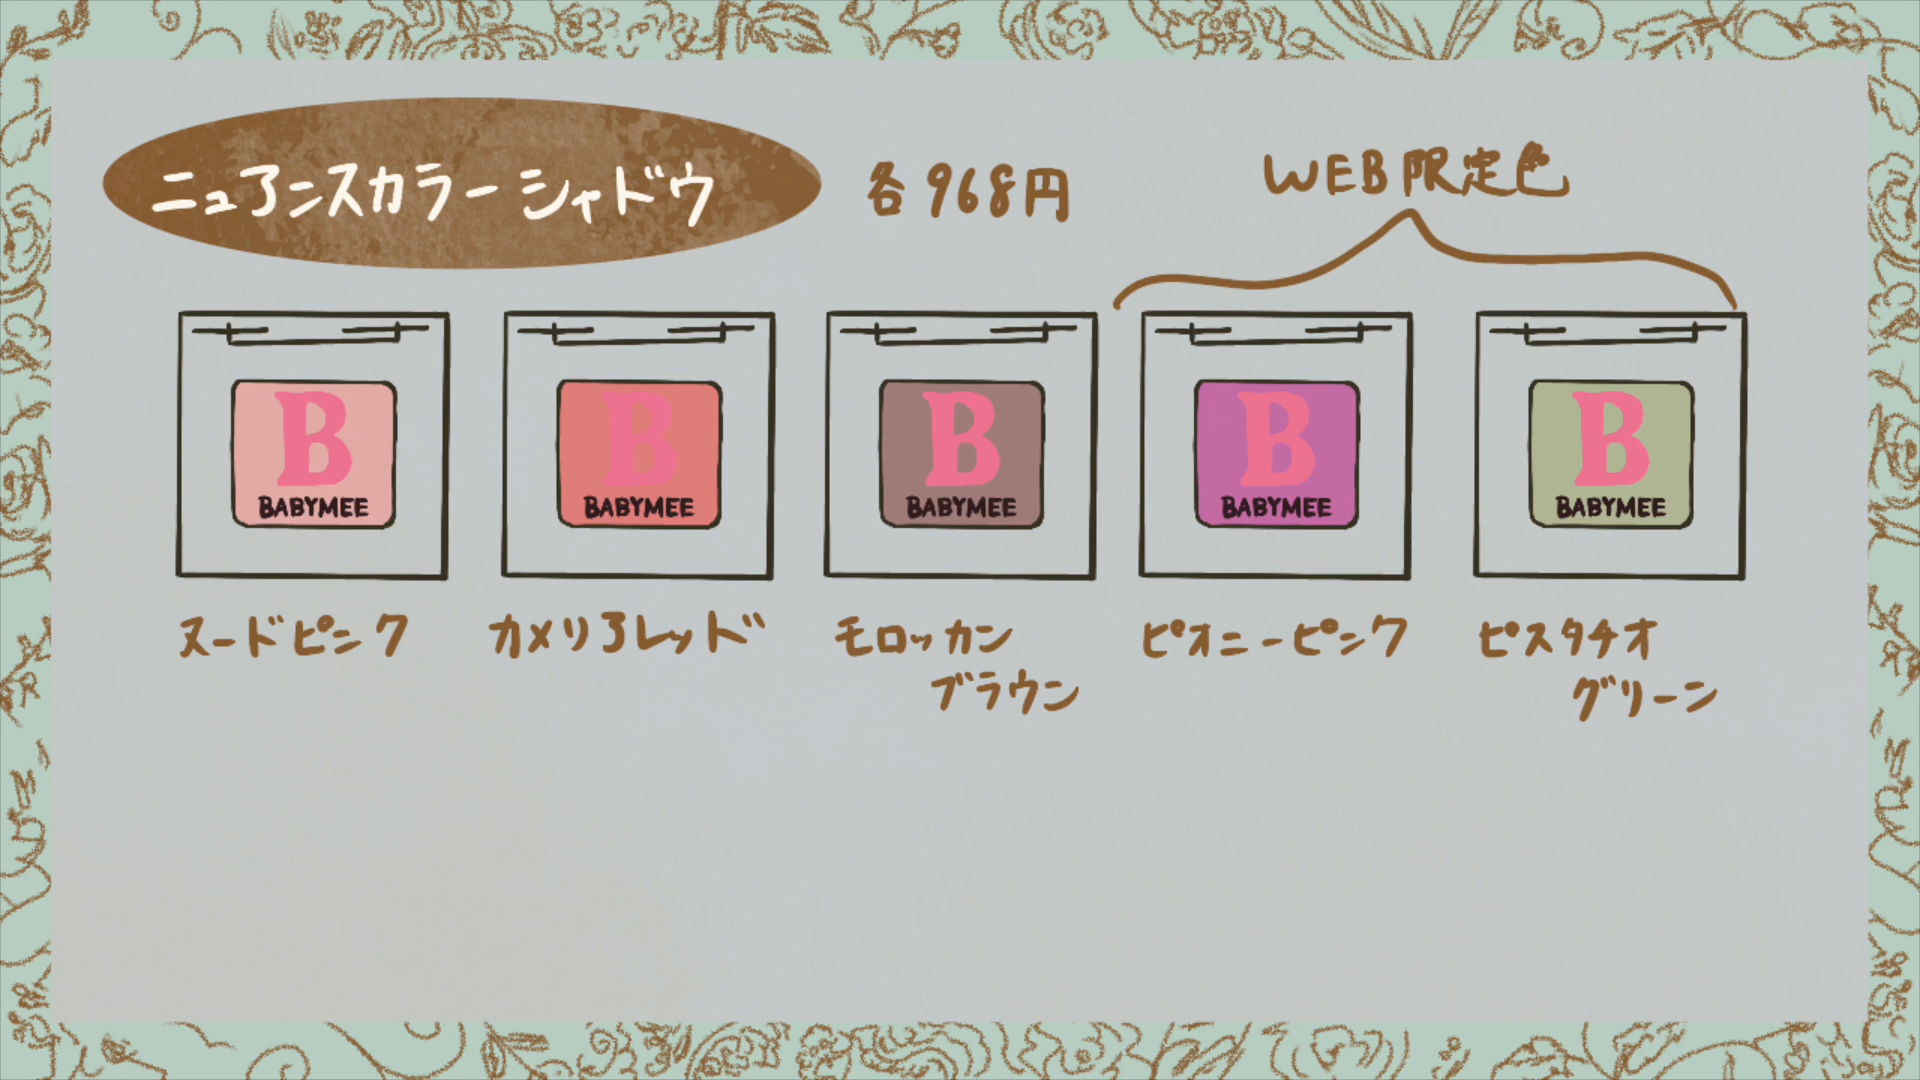 ニュアンスカラーシャドウ
各968円
WEB限定色
B
BABYMEE
B
BABYMEE
B
BABYMEE
B
BABYMEE
B
BABYMEE
ヌードピンク
カメリアレッド
モロッカン
ブラウン
ピオニーピンク
ピスタチオ
グリーン